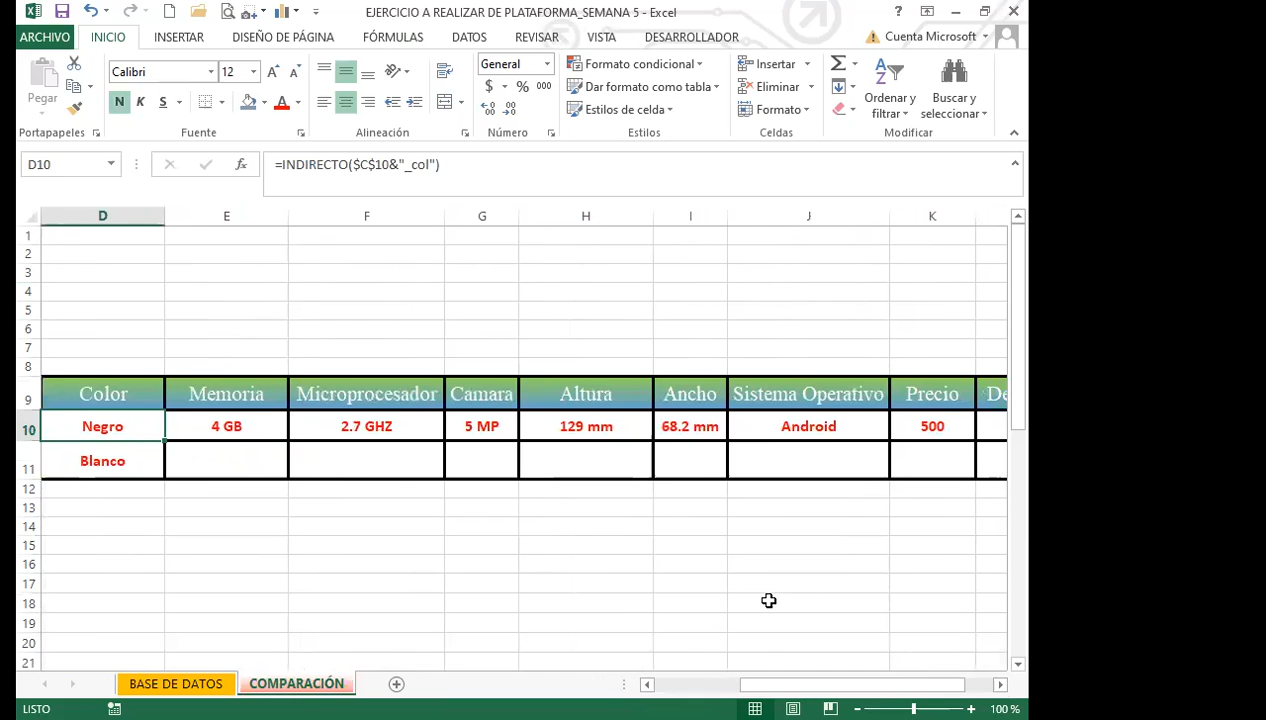 EJERCICIO A REALIZAR DE PLATAFORMA_SEMANA 5 - Excel
ARCHIVO INICIO INSERTAR DISEÑO DE PÁGINA FÓRMULAS DATOS REVISAR VISTA DESARROLLADOR Cuenta Microsoft
Calibri 12 General Formato condicional Insertar
Pegar N K S $ % 000 Dar formato como tabla Eliminar Ordenar y filtrar Buscar y seleccionar
Estilos de celda Formato
Portapapeles Fuente Alineación Número Estilos Celdas Modificar
D10 fx =INDIRECTO($C$10&"_col")
D E F G H I J K
1
2
3
4
5
6
7
8
9 Color Memoria Microprocesador Camara Altura Ancho Sistema Operativo Precio De
10 Negro 4 GB 2.7 GHZ 5 MP 129 mm 68.2 mm Android 500
11 Blanco
12
13
14
15
16
17
18
19
20
21
BASE DE DATOS COMPARACIÓN
LISTO 100 %